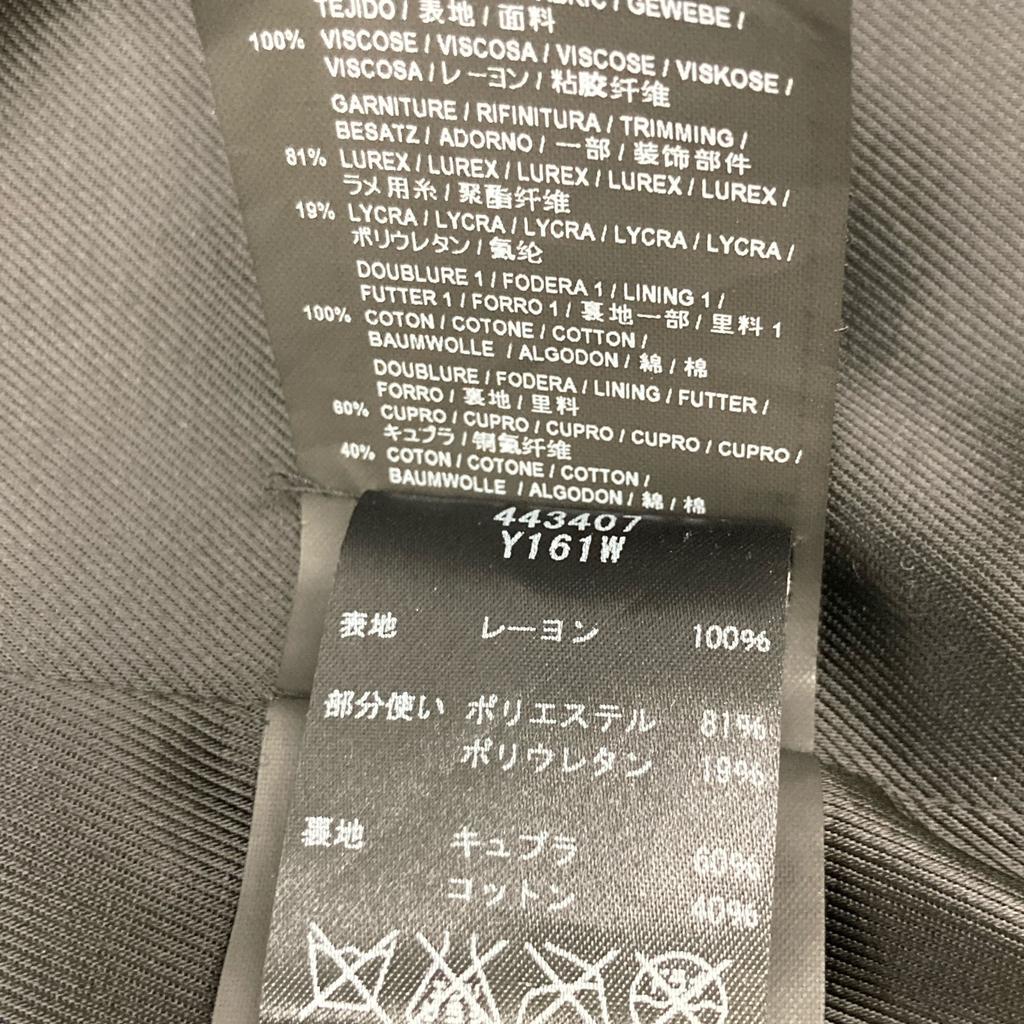 GEWEBE /
TEJIDO / 表地 / 面料
100% VISCOSE / VISCOSA / VISCOSE / VISKOSE /
VISCOSA / レーヨン / 粘胶纤维
GARNITURE / RIFINITURA / TRIMMING /
BESATZ / ADORNO / 一部 / 装饰部件
81% LUREX / LUREX / LUREX / LUREX / LUREX /
ラメ用糸 / 聚酯纤维
19% LYCRA / LYCRA / LYCRA / LYCRA / LYCRA /
ポリウレタン / 氨纶
DOUBLURE 1 / FODERA 1 / LINING 1 /
FUTTER 1 / FORRO 1 / 裏地一部 / 里料 1
100% COTON / COTONE / COTTON /
BAUMWOLLE / ALGODON / 綿 / 棉
DOUBLURE / FODERA / LINING / FUTTER /
FORRO / 裏地 / 里料
60% CUPRO / CUPRO / CUPRO / CUPRO / CUPRO /
キュプラ / 铜氨纤维
40% COTON / COTONE / COTTON /
BAUMWOLLE / ALGODON / 綿 / 棉
443407
Y161W
表地 レーヨン 100%
部分使い ポリエステル 81%
ポリウレタン 19%
裏地 キュプラ 60%
コットン 40%